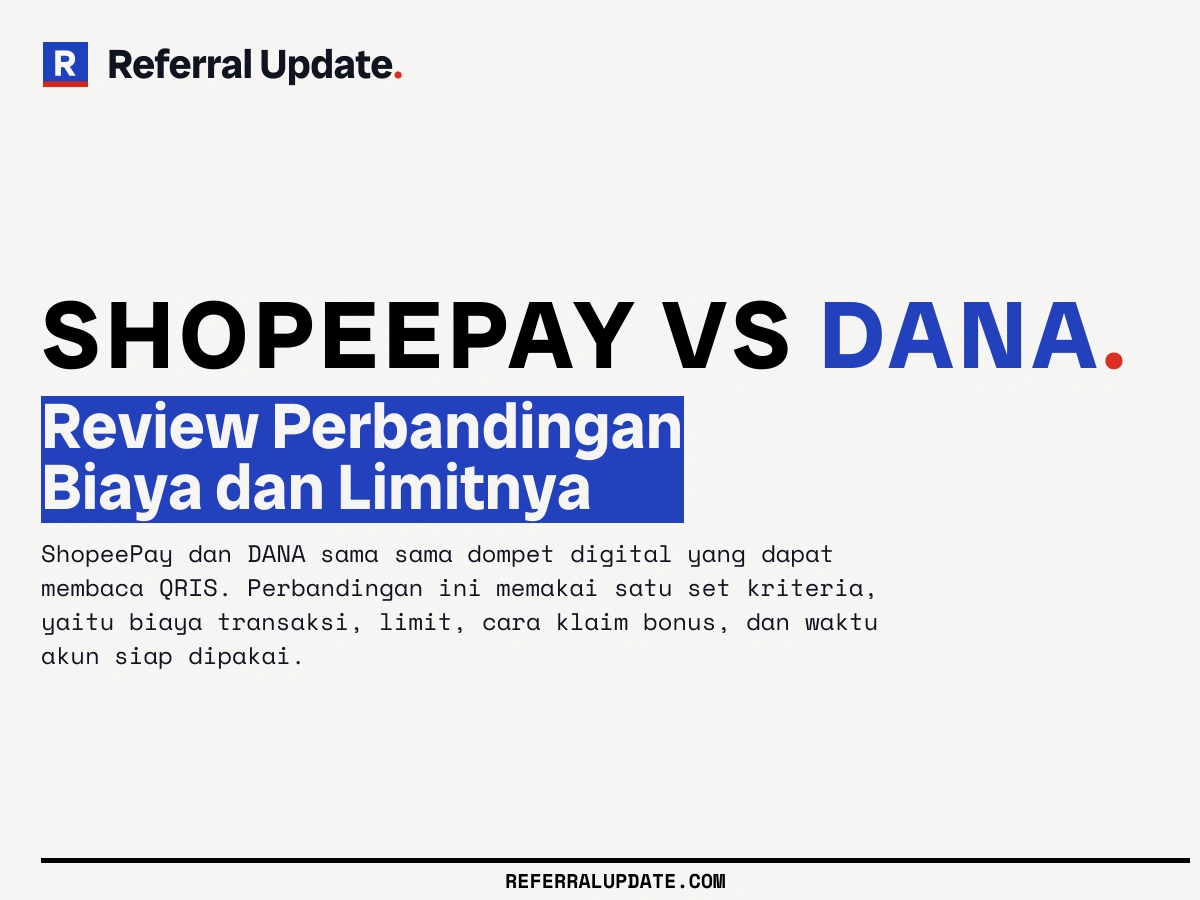 R Referral Update.
SHOPEEPAY VS DANA.
Review Perbandingan
Biaya dan Limitnya
ShopeePay dan DANA sama sama dompet digital yang dapat
membaca QRIS. Perbandingan ini memakai satu set kriteria,
yaitu biaya transaksi, limit, cara klaim bonus, dan waktu
akun siap dipakai.
REFERRALUPDATE.COM